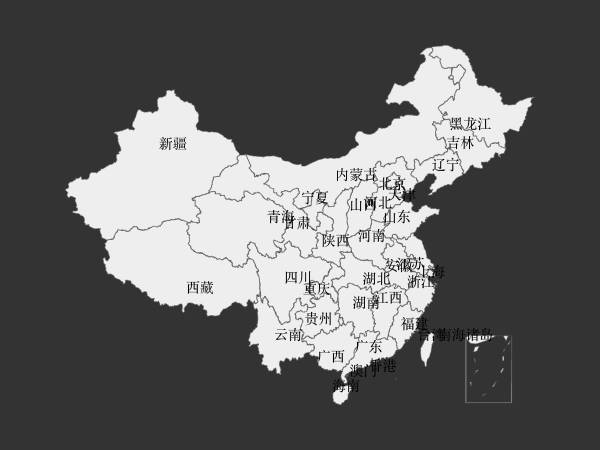 黑龙江
吉林
新疆
辽宁
内蒙古
北京
天津
宁夏
河北
山西
青海
山东
甘肃
河南
陕西
江苏
安徽
上海
四川
湖北
浙江
西藏
重庆
江西
湖南
贵州
福建
云南
台湾
南海诸岛
广东
广西
香港
澳门
海南